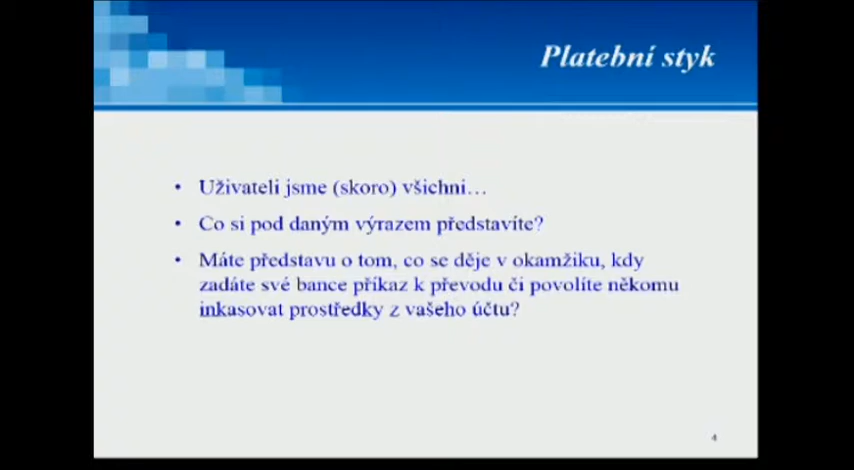 Platební styk
• Uživateli jsme (skoro) všichni…
• Co si pod daným výrazem představíte?
• Máte představu o tom, co se děje v okamžiku, kdy
zadáte své bance příkaz k převodu či povolíte někomu
inkasovat prostředky z vašeho účtu?
4